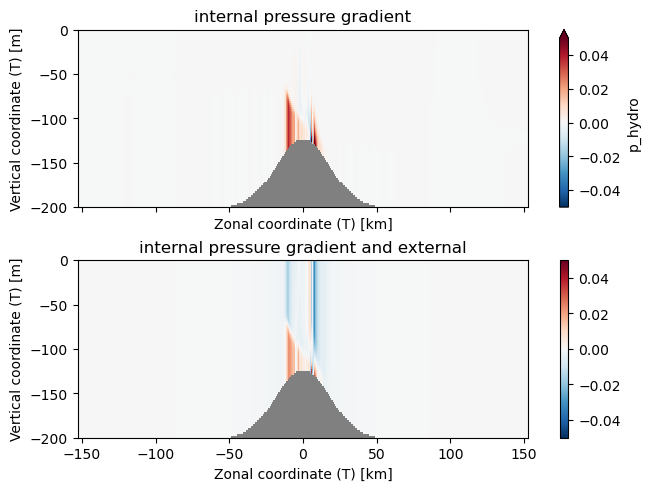 internal pressure gradient
0
−50
−100
−150
−200
Vertical coordinate (T) [m]
Zonal coordinate (T) [km]
0.04
0.02
0.00
−0.02
−0.04
p_hydro
internal pressure gradient and external
0
−50
−100
−150
−200
Vertical coordinate (T) [m]
−150 −100 −50 0 50 100 150
Zonal coordinate (T) [km]
0.04
0.02
0.00
−0.02
−0.04